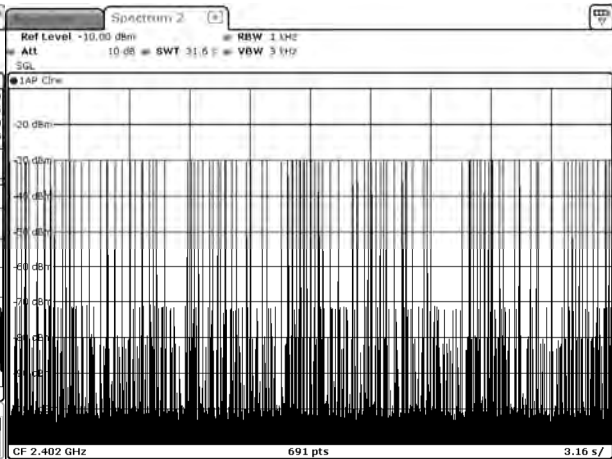 Spectrum 2
Ref Level -10.00 dBm RBW 1 kHz
Att 10 dB SWT 31.6 s VBW 3 kHz
SGL
1AP Clrw
-20 dBm
-30 dBm
-40 dBm
-50 dBm
-60 dBm
-70 dBm
-80 dBm
-90 dBm
CF 2.402 GHz 691 pts 3.16 s/